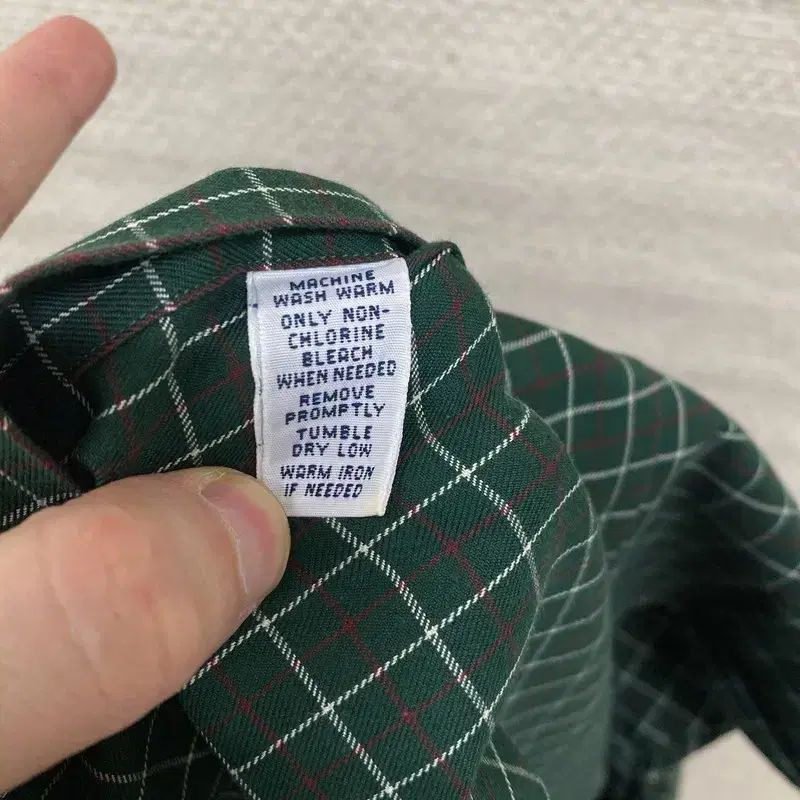 MACHINE
WASH WARM
ONLY NON-
CHLORINE
BLEACH
WHEN NEEDED
REMOVE
PROMPTLY
TUMBLE
DRY LOW
WARM IRON
IF NEEDED